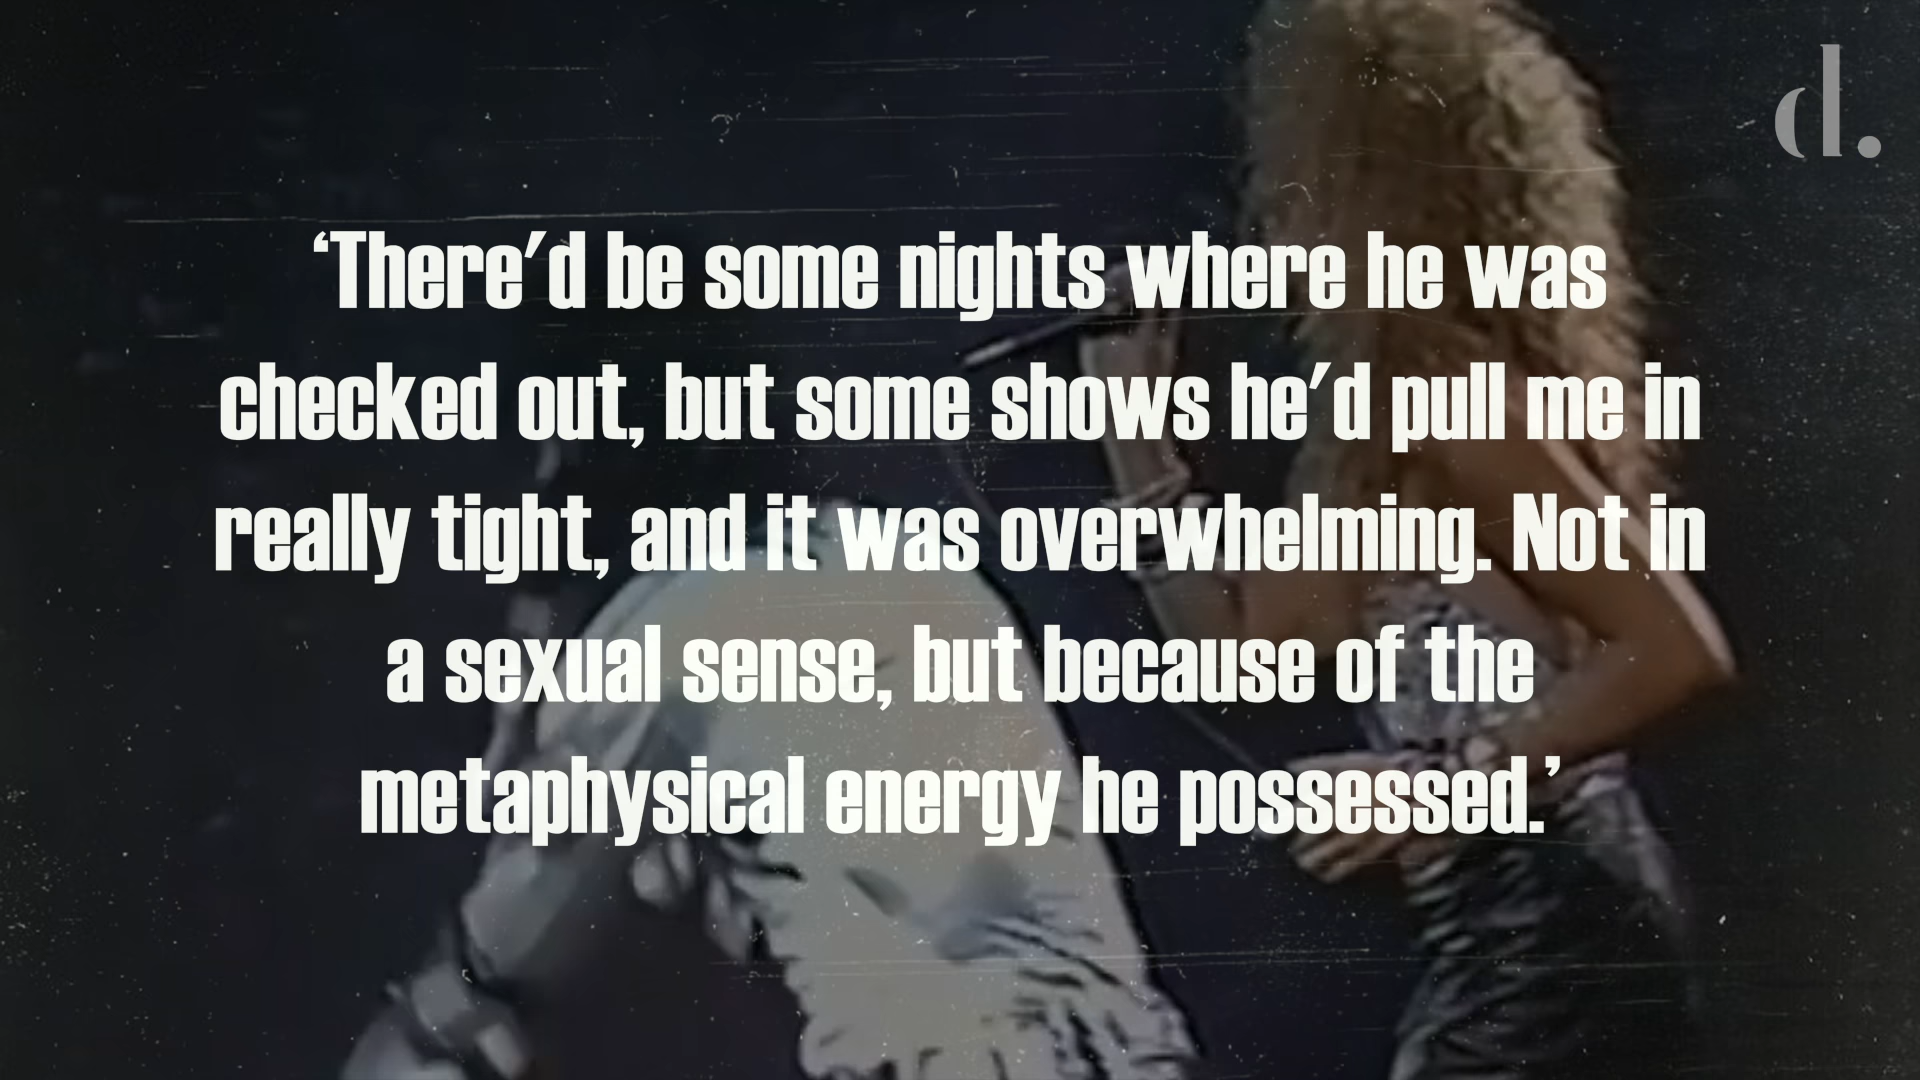 d.
‘There’d be some nights where he was
checked out, but some shows he’d pull me in
really tight, and it was overwhelming. Not in
a sexual sense, but because of the
metaphysical energy he possessed.’